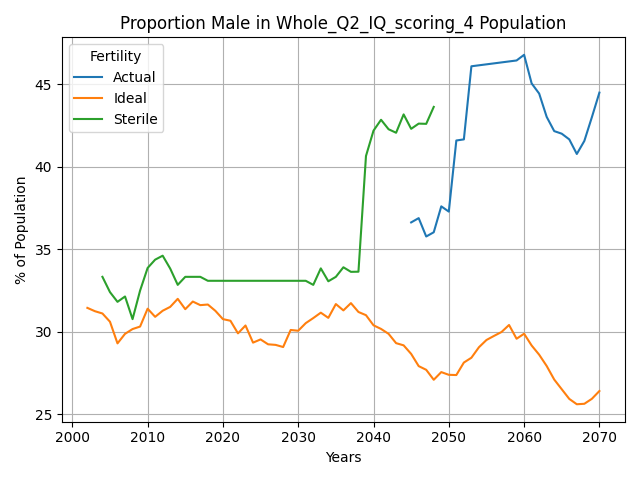 Proportion Male in Whole_Q2_IQ_scoring_4 Population
Fertility
Actual
Ideal
Sterile
% of Population
45
40
35
30
25
2000 2010 2020 2030 2040 2050 2060 2070
Years